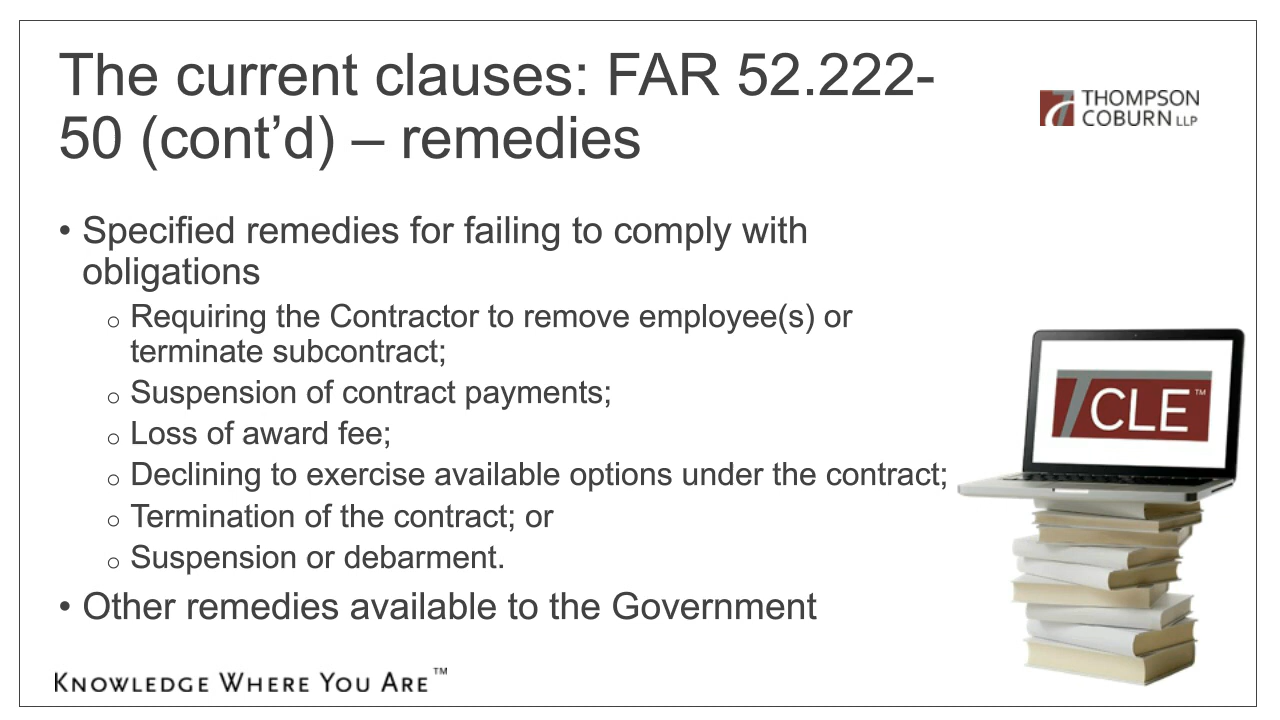 The current clauses: FAR 52.222-
50 (cont’d) – remedies
THOMPSON
COBURN LLP
• Specified remedies for failing to comply with
obligations
o Requiring the Contractor to remove employee(s) or
terminate subcontract;
o Suspension of contract payments;
o Loss of award fee;
o Declining to exercise available options under the contract;
o Termination of the contract; or
o Suspension or debarment.
• Other remedies available to the Government
CLE™
KNOWLEDGE WHERE YOU ARE™